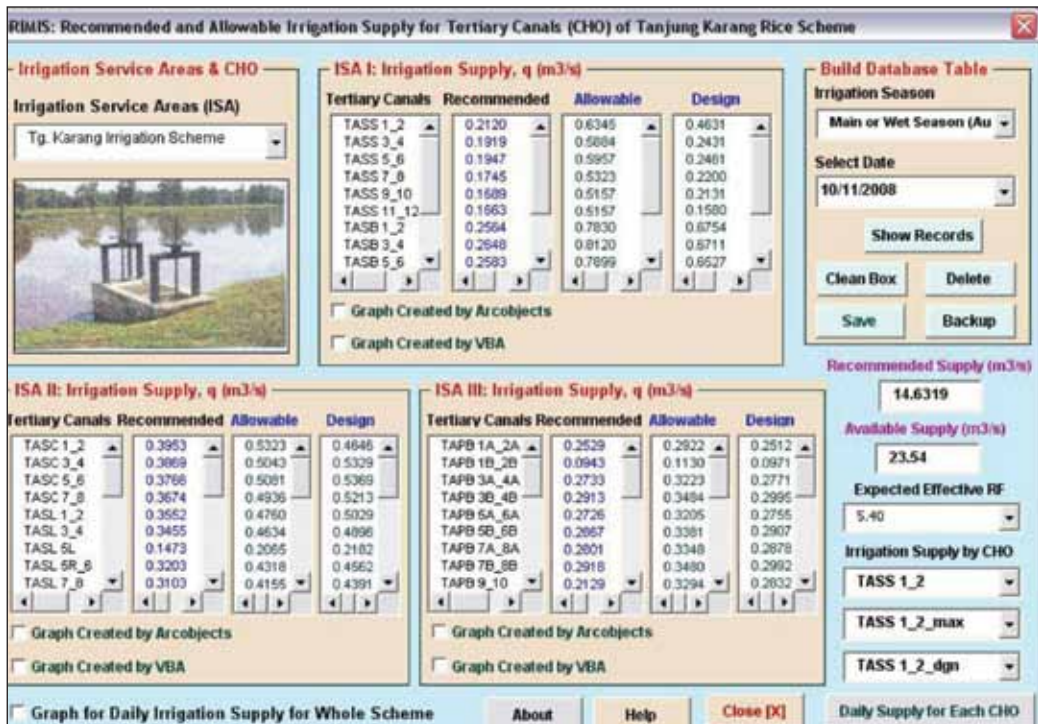 RIMIS: Recommended and Allowable Irrigation Supply for Tertiary Canals (CHO) of Tanjung Karang Rice Scheme
Irrigation Service Areas & CHO
Irrigation Service Areas (ISA)
Tg. Karang Irrigation Scheme
ISA I: Irrigation Supply, q (m3/s)
Tertiary Canals Recommended Allowable Design
TASS 1_2 0.2120 0.6345 0.4631
TASS 3_4 0.1919 0.5884 0.2431
TASS 5_6 0.1947 0.5957 0.2461
TASS 7_8 0.1745 0.5323 0.2200
TASS 9_10 0.1689 0.5157 0.2131
TASS 11_12 0.1663 0.5157 0.1580
TASB 1_2 0.2564 0.7830 0.6754
TASB 3_4 0.2648 0.8120 0.6711
TASB 5_6 0.2583 0.7899 0.6527
Graph Created by Arcobjects
Graph Created by VBA
Build Database Table
Irrigation Season
Main or Wet Season (Au
Select Date
10/11/2008
Show Records
Clean Box Delete
Save Backup
ISA II: Irrigation Supply, q (m3/s)
Tertiary Canals Recommended Allowable Design
TASC 1_2 0.3953 0.5323 0.4646
TASC 3_4 0.3869 0.5043 0.5329
TASC 5_6 0.3766 0.5081 0.5369
TASC 7_8 0.3674 0.4936 0.5213
TASL 1_2 0.3552 0.4760 0.5029
TASL 3_4 0.3455 0.4634 0.4896
TASL 5L 0.1473 0.2065 0.2182
TASL 5R_6 0.3203 0.4318 0.4562
TASL 7_8 0.3103 0.4155 0.4391
Graph Created by Arcobjects
Graph Created by VBA
ISA III: Irrigation Supply, q (m3/s)
Tertiary Canals Recommended Allowable Design
TAPB 1A_2A 0.2529 0.2922 0.2512
TAPB 1B_2B 0.0943 0.1130 0.0971
TAPB 3A_4A 0.2733 0.3223 0.2771
TAPB 3B_4B 0.2913 0.3484 0.2995
TAPB 5A_6A 0.2726 0.3205 0.2755
TAPB 5B_6B 0.2867 0.3381 0.2907
TAPB 7A_8A 0.2801 0.3348 0.2878
TAPB 7B_8B 0.2918 0.3480 0.2992
TAPB 9_10 0.2129 0.3294 0.2832
Graph Created by Arcobjects
Graph Created by VBA
Recommended Supply (m3/s)
14.6319
Available Supply (m3/s)
23.54
Expected Effective RF
5.40
Irrigation Supply by CHO
TASS 1_2
TASS 1_2_max
TASS 1_2_dgn
Graph for Daily Irrigation Supply for Whole Scheme
About Help Close [X] Daily Supply for Each CHO